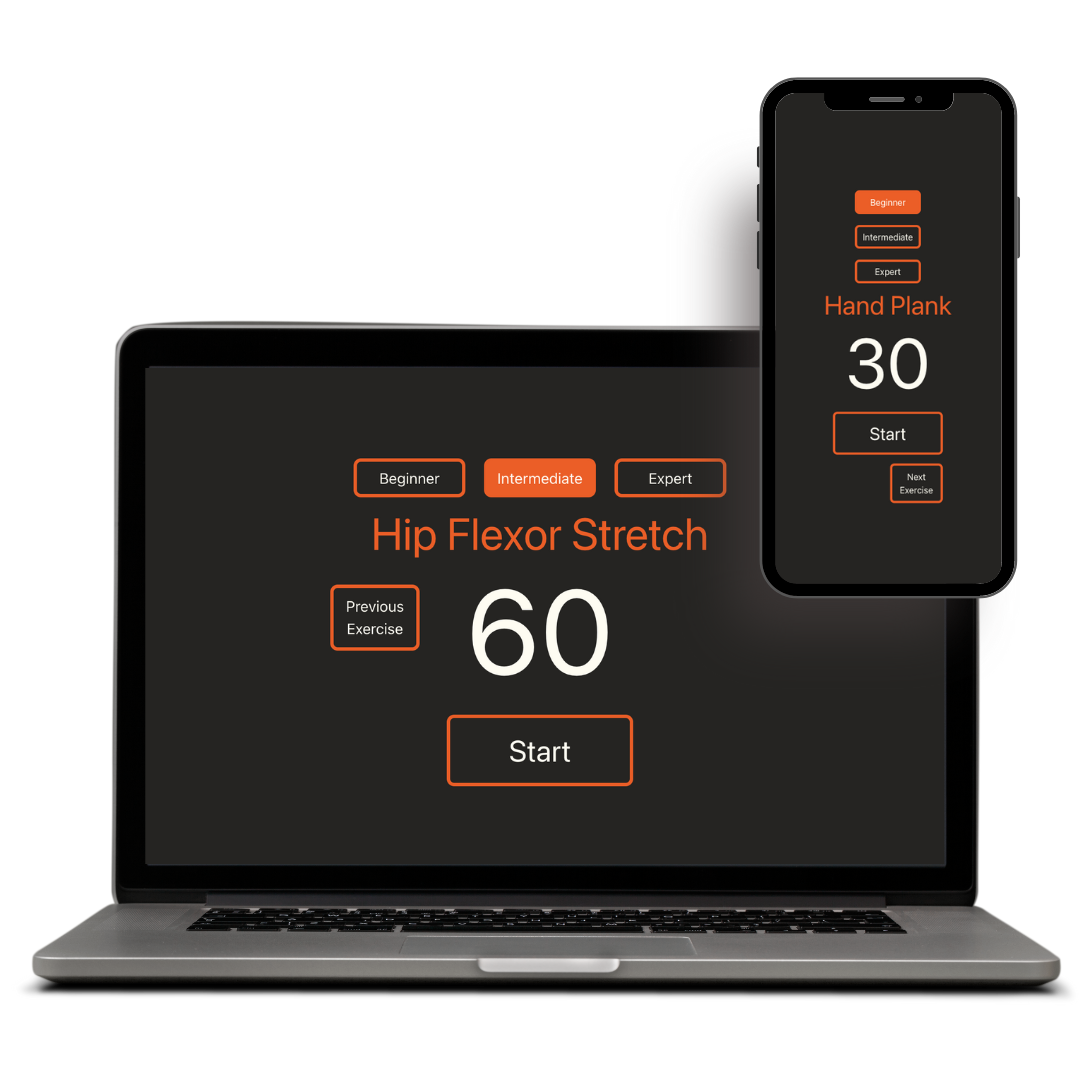 Beginner
Intermediate
Expert
Hand Plank
30
Start
Next
Exercise
Beginner Intermediate Expert
Hip Flexor Stretch
Previous
Exercise
60
Start